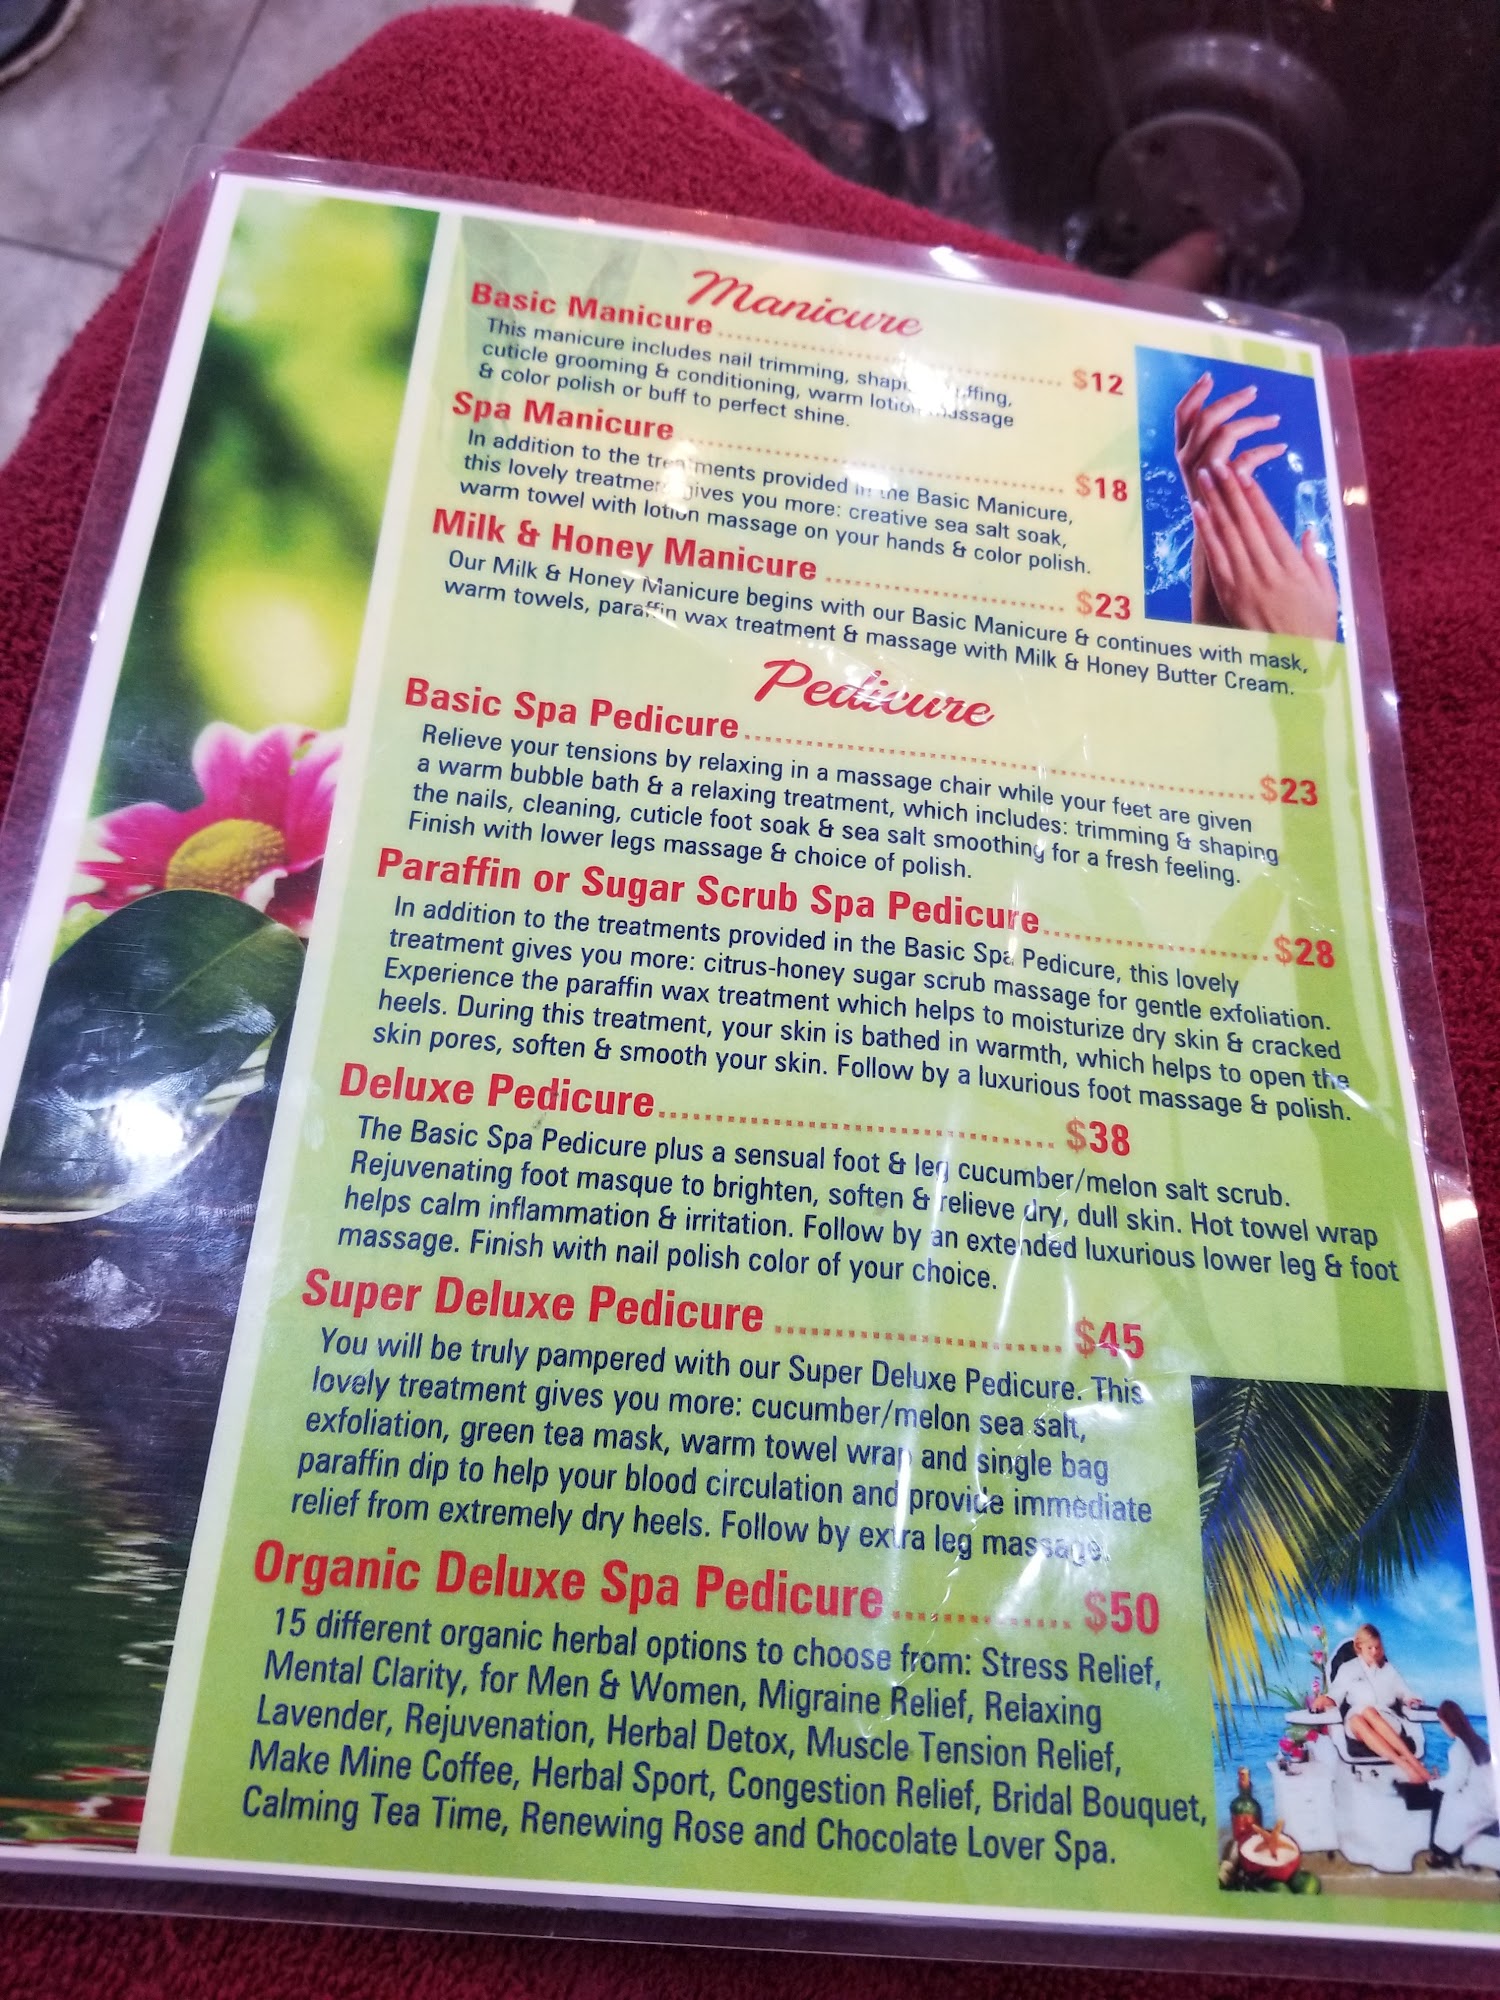 Manicure
Basic Manicure.......................................... $12
This manicure includes nail trimming,
cuticle grooming & conditioning, warm lotion massage
& color polish or buff to perfect shine.
Spa Manicure.......................................... $18
In addition to the treatments provided in the Basic Manicure,
this lovely treatment gives you more: creative sea salt soak,
warm towel with lotion massage on your hands & color polish.
Milk & Honey Manicure............................ $23
Our Milk & Honey Manicure begins with our Basic Manicure & continues with mask,
warm towels, paraffin wax treatment & massage with Milk & Honey Butter Cream.
Pedicure
Basic Spa Pedicure.......................................................$23
Relieve your tensions by relaxing in a massage chair while your feet are given
a warm bubble bath & a relaxing treatment, which includes: trimming & shaping
the nails, cleaning, cuticle foot soak & sea salt smoothing for a fresh feeling.
Finish with lower legs massage & choice of polish.
Paraffin or Sugar Scrub Spa Pedicure........................$28
In addition to the treatments provided in the Basic Spa Pedicure, this lovely
treatment gives you more: citrus-honey sugar scrub massage for gentle exfoliation.
Experience the paraffin wax treatment which helps to moisturize dry skin & cracked
heels. During this treatment, your skin is bathed in warmth, which helps to open the
skin pores, soften & smooth your skin. Follow by a luxurious foot massage & polish.
Deluxe Pedicure........................................ $38
The Basic Spa Pedicure plus a sensual foot & leg cucumber/melon salt scrub.
Rejuvenating foot masque to brighten, soften & relieve dry, dull skin. Hot towel wrap
helps calm inflammation & irritation. Follow by an extended luxurious lower leg & foot
massage. Finish with nail polish color of your choice.
Super Deluxe Pedicure ........................... $45
You will be truly pampered with our Super Deluxe Pedicure. This
lovely treatment gives you more: cucumber/melon sea salt,
exfoliation, green tea mask, warm towel wrap and single bag
paraffin dip to help your blood circulation and provide immediate
relief from extremely dry heels. Follow by extra leg massage.
Organic Deluxe Spa Pedicure.............. $50
15 different organic herbal options to choose from: Stress Relief,
Mental Clarity, for Men & Women, Migraine Relief, Relaxing
Lavender, Rejuvenation, Herbal Detox, Muscle Tension Relief,
Make Mine Coffee, Herbal Sport, Congestion Relief, Bridal Bouquet,
Calming Tea Time, Renewing Rose and Chocolate Lover Spa.